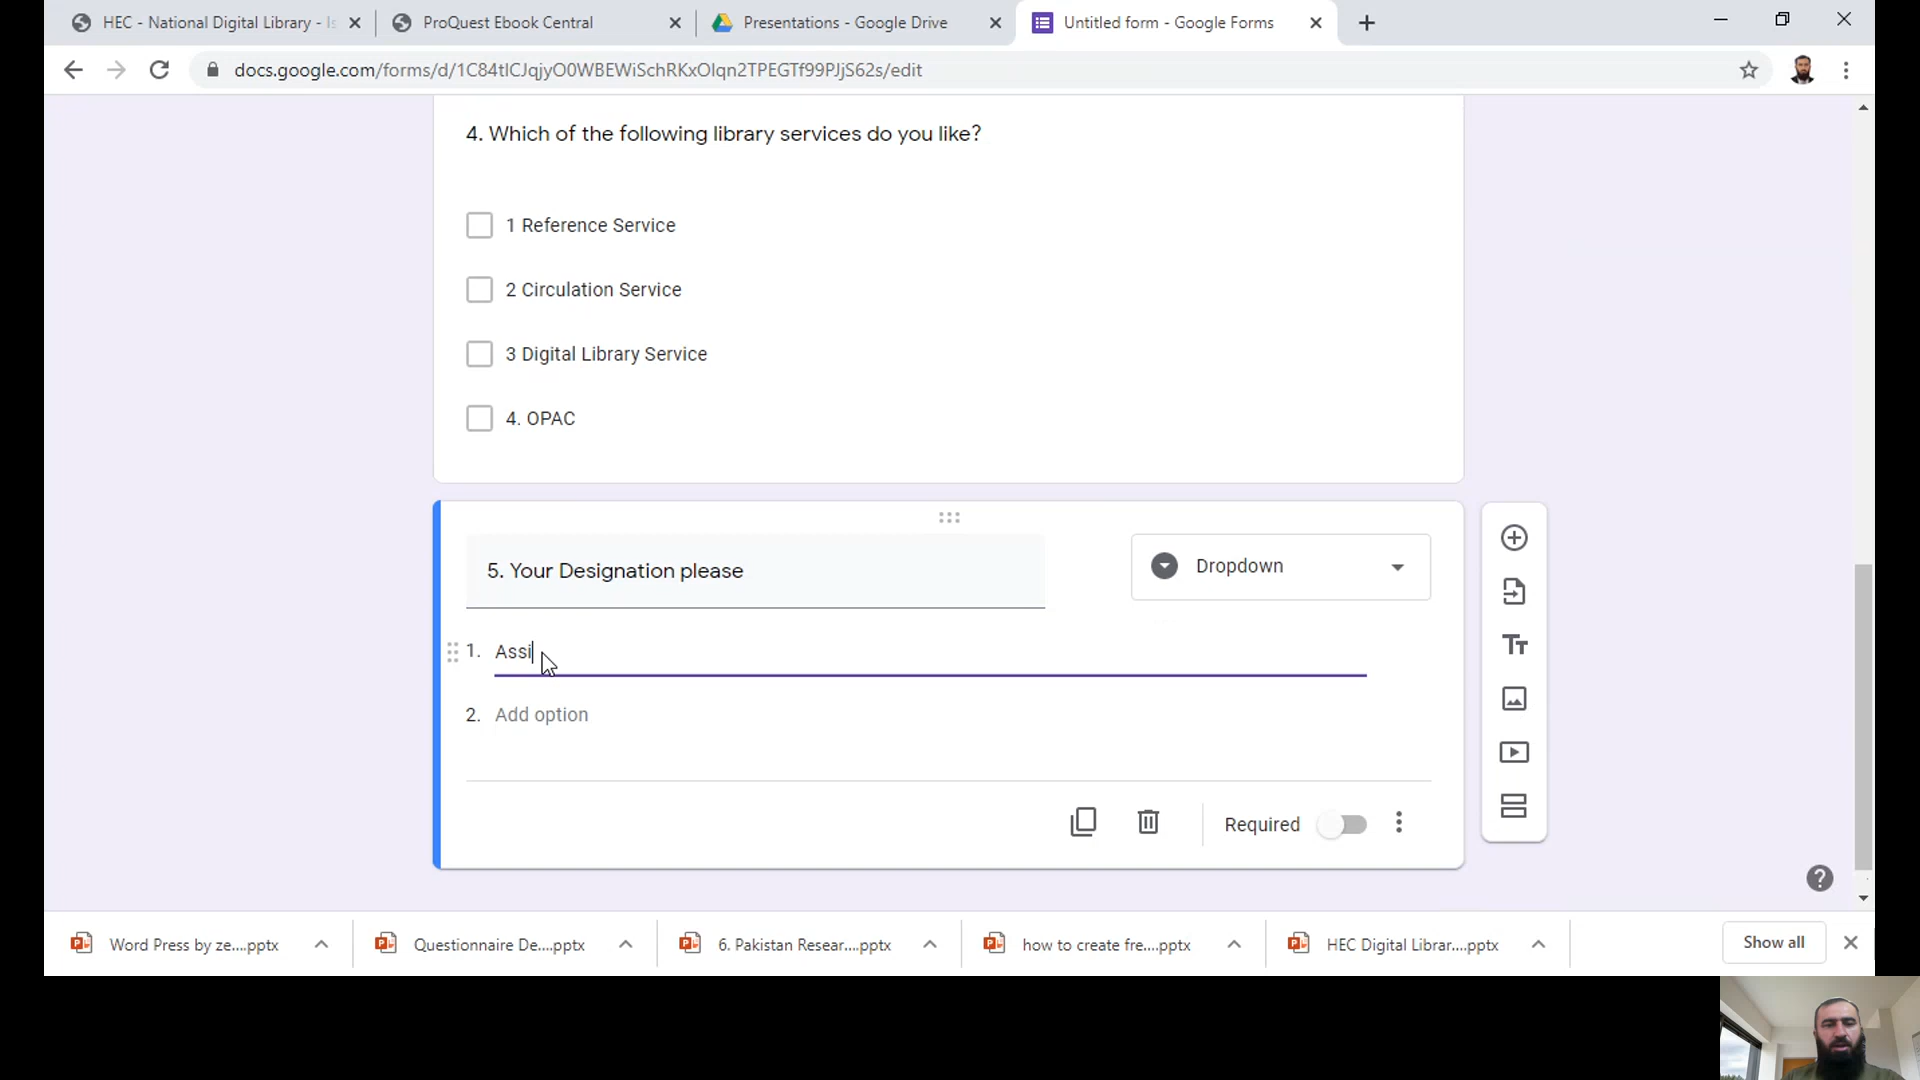 HEC - National Digital Library - Is
ProQuest Ebook Central
Presentations - Google Drive
Untitled form - Google Forms
docs.google.com/forms/d/1C84tlCJqjyO0WBEWiSchRKxOlqn2TPEGTf99PJjS62s/edit
4. Which of the following library services do you like?
1 Reference Service
2 Circulation Service
3 Digital Library Service
4. OPAC
5. Your Designation please
Dropdown
1. Assi
2. Add option
Required
Word Press by ze....pptx
Questionnaire De....pptx
6. Pakistan Resear....pptx
how to create fre....pptx
HEC Digital Librar....pptx
Show all